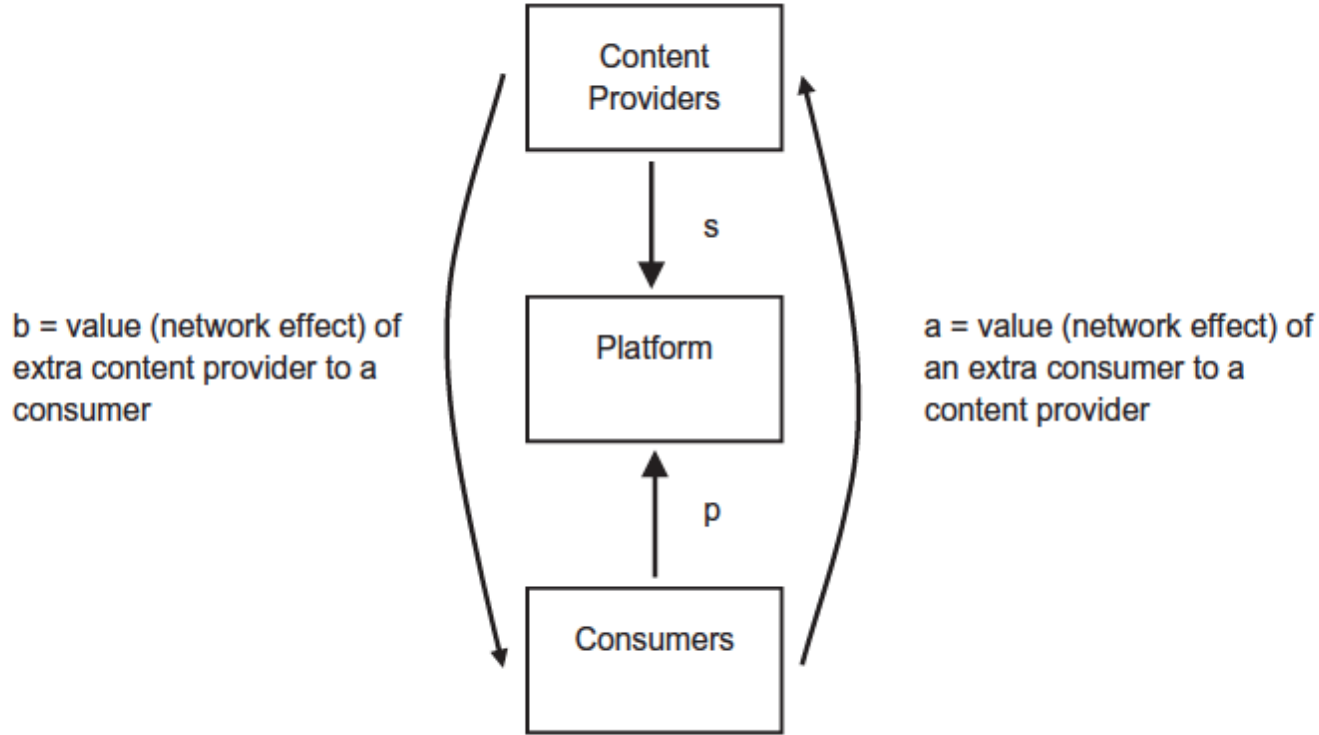 Content
Providers
s
b = value (network effect) of
extra content provider to a
consumer
Platform
a = value (network effect) of
an extra consumer to a
content provider
p
Consumers